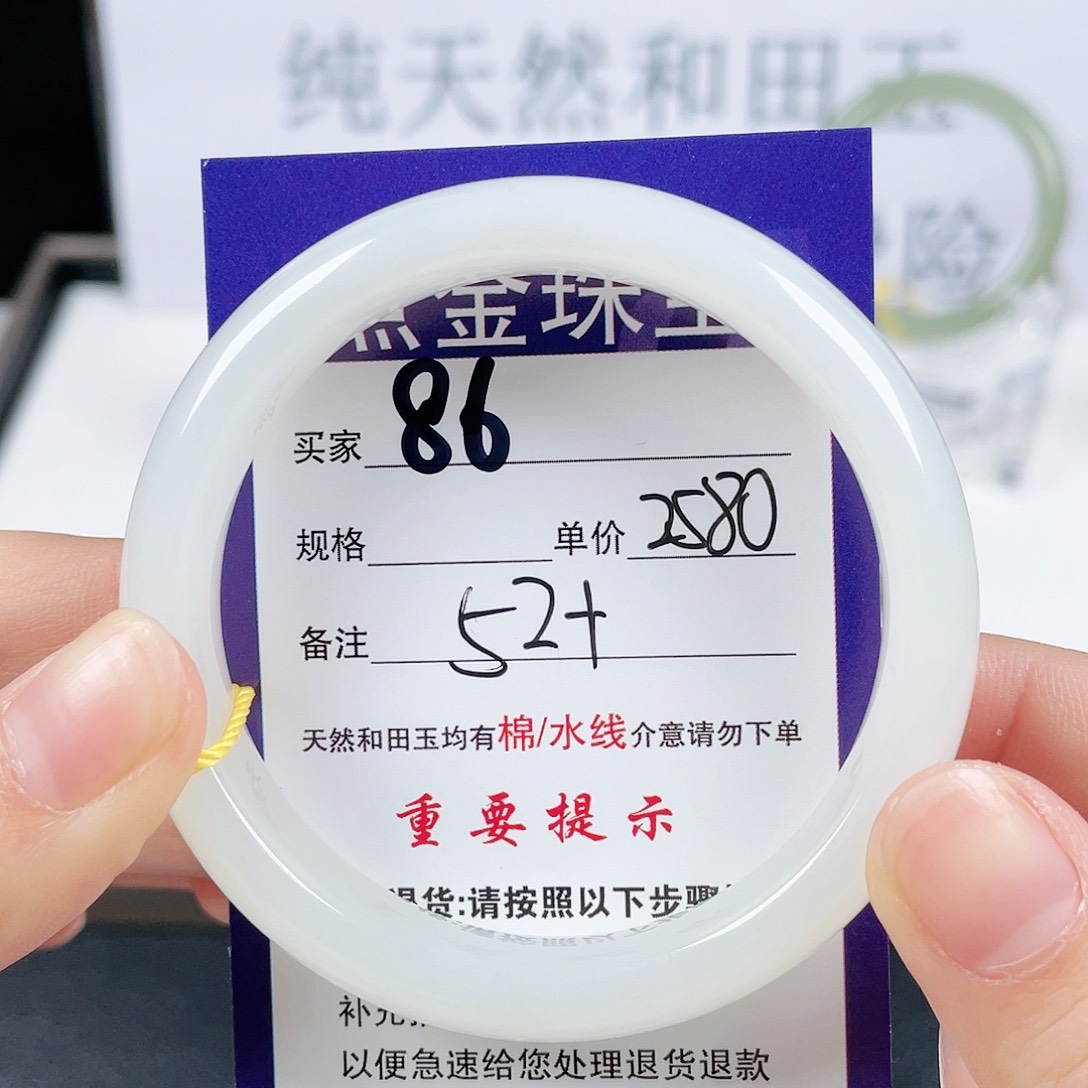 纯天然和田玉
险
金珠宝
买家 86
规格 单价 2580
备注 52+
天然和田玉均有棉/水线介意请勿下单
重要提示
退货:请按照以下步骤
补充
以便急速给您处理退货退款